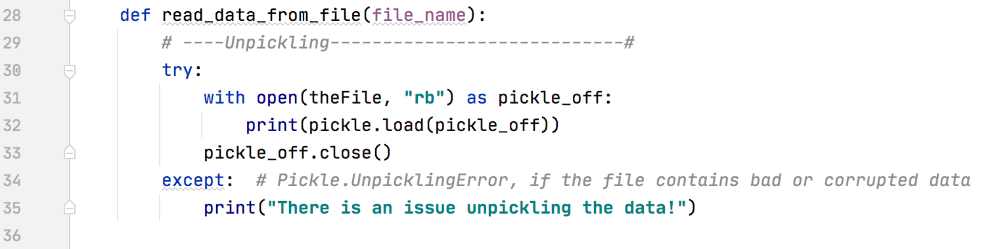 28 def read_data_from_file(file_name):
29 # ----Unpickling----------------------------#
30 try:
31 with open(theFile, "rb") as pickle_off:
32 print(pickle.load(pickle_off))
33 pickle_off.close()
34 except:  # Pickle.UnpicklingError, if the file contains bad or corrupted data
35 print("There is an issue unpickling the data!")
36